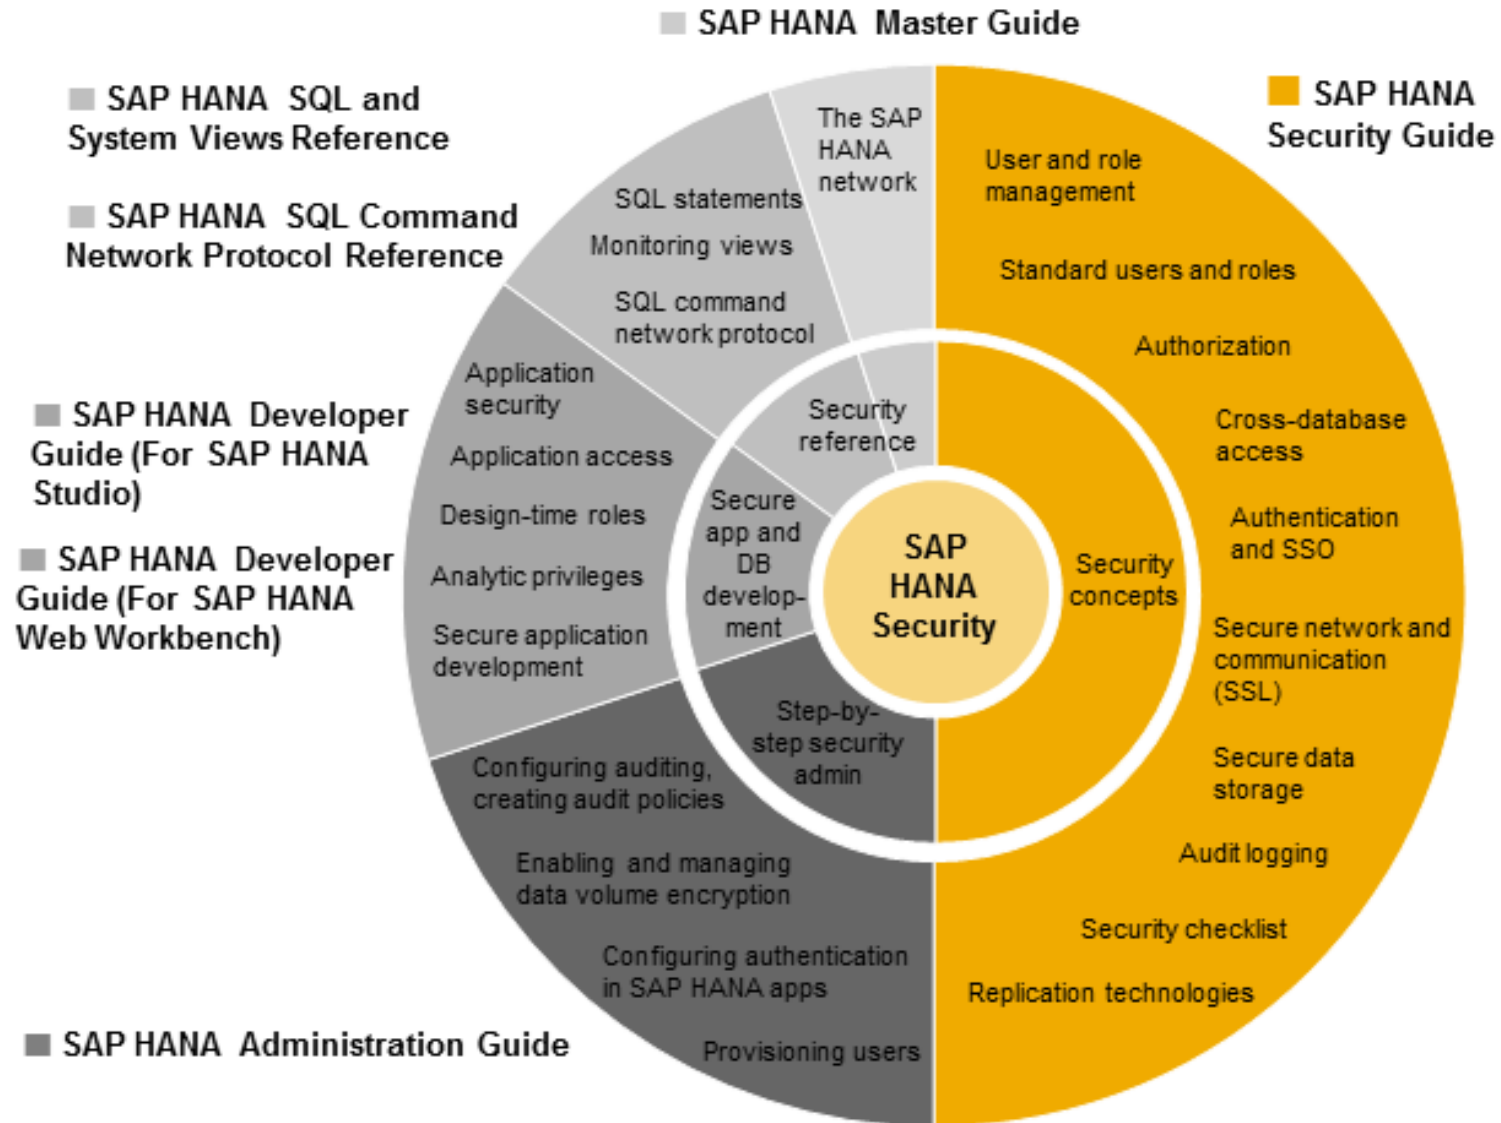 SAP HANA Master Guide
SAP HANA SQL and
System Views Reference
SAP HANA SQL Command
Network Protocol Reference
SAP HANA Developer
Guide (For SAP HANA
Studio)
SAP HANA Developer
Guide (For SAP HANA
Web Workbench)
SAP HANA Administration Guide
SAP HANA
Security Guide
The SAP
HANA
network
SQL statements
Monitoring views
SQL command
network protocol
Application
security
Application access
Design-time roles
Analytic privileges
Secure application
development
Configuring auditing,
creating audit policies
Enabling and managing
data volume encryption
Configuring authentication
in SAP HANA apps
Provisioning users
Security
reference
Secure
app and
DB
develop-
ment
Step-by-
step security
admin
SAP
HANA
Security
Security
concepts
User and role
management
Standard users and roles
Authorization
Cross-database
access
Authentication
and SSO
Secure network and
communication
(SSL)
Secure data
storage
Audit logging
Security checklist
Replication technologies